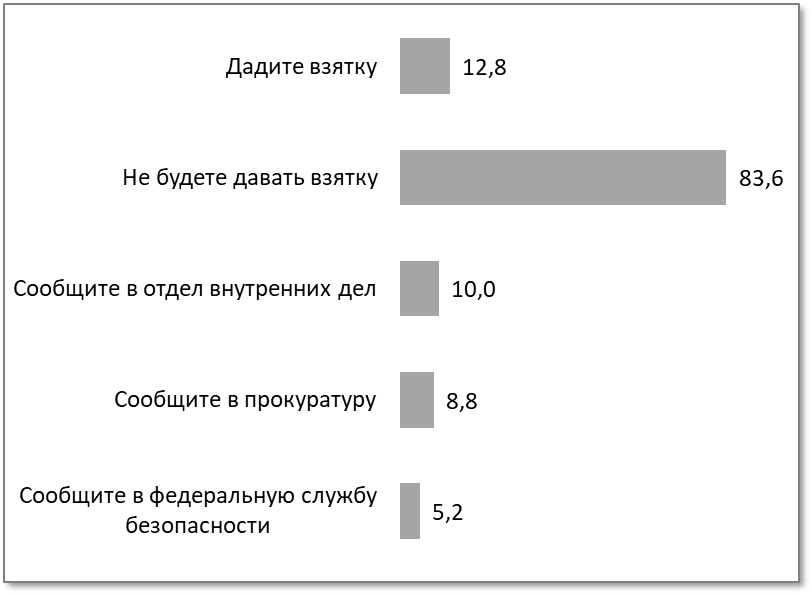 Дадите взятку 12,8
Не будете давать взятку 83,6
Сообщите в отдел внутренних дел 10,0
Сообщите в прокуратуру 8,8
Сообщите в федеральную службу
безопасности 5,2